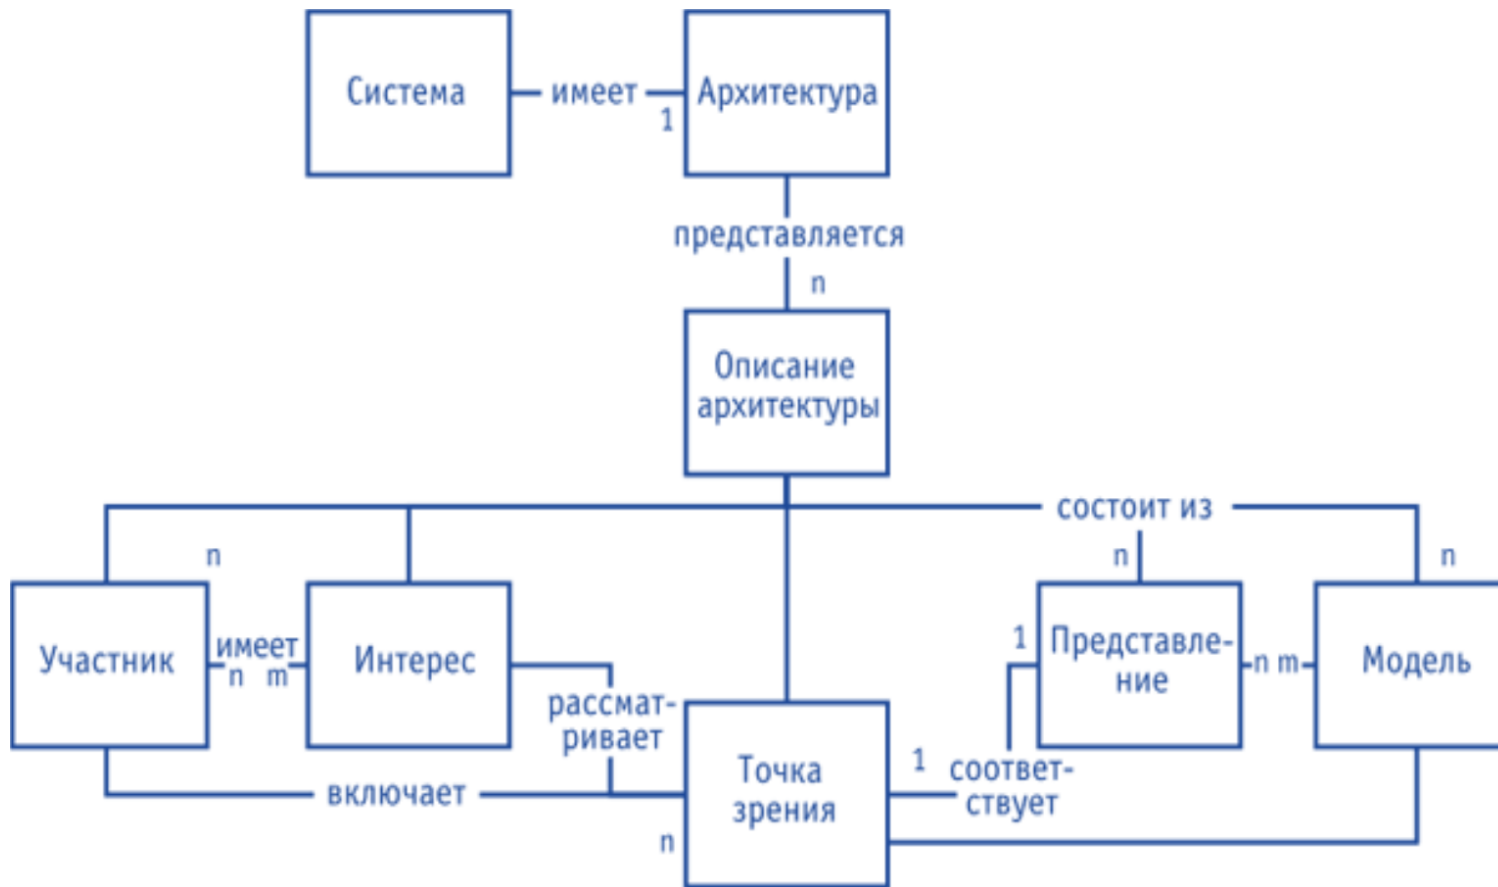 Система
имеет
1
Архитектура
представляется
n
Описание
архитектуры
состоит из
n
n
n
Участник
имеет
n m
Интерес
рассмат-
ривает
1
Представле-
ние
n m
Модель
включает
n
Точка
зрения
1
соответ-
ствует